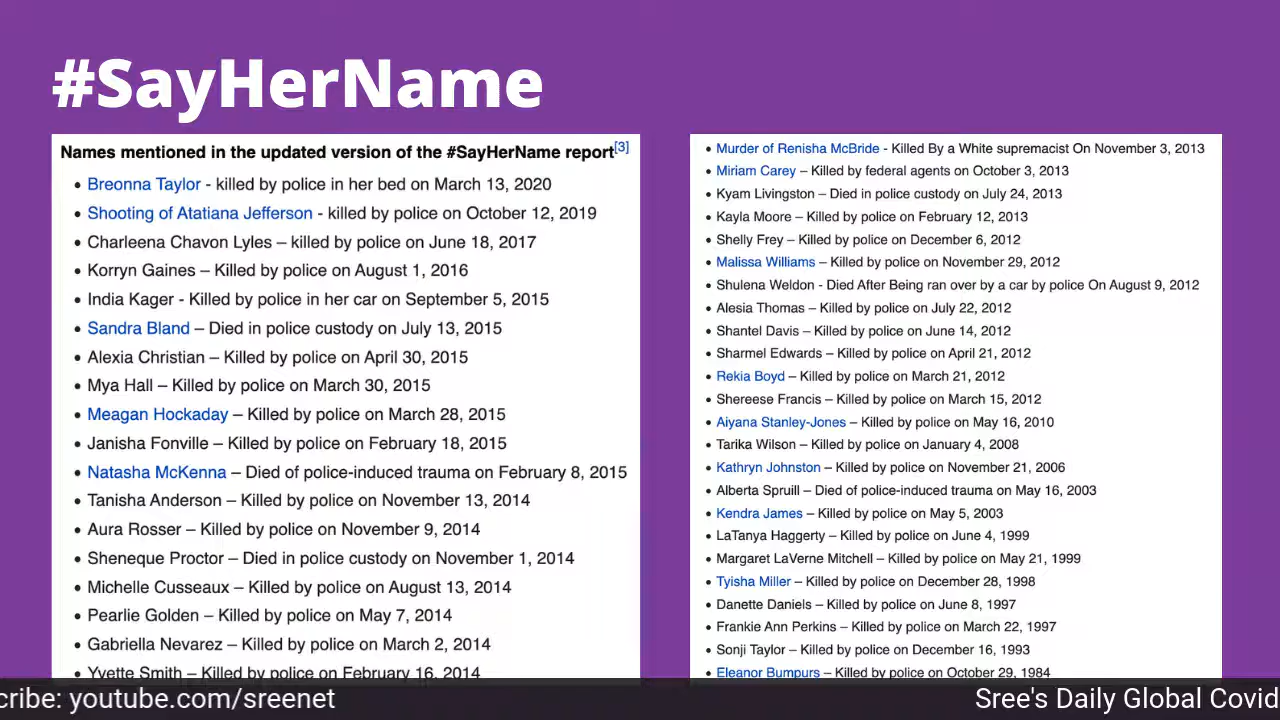 #SayHerName
Names mentioned in the updated version of the #SayHerName report[3]
• Breonna Taylor - killed by police in her bed on March 13, 2020
• Shooting of Atatiana Jefferson - killed by police on October 12, 2019
• Charleena Chavon Lyles – killed by police on June 18, 2017
• Korryn Gaines – Killed by police on August 1, 2016
• India Kager - Killed by police in her car on September 5, 2015
• Sandra Bland – Died in police custody on July 13, 2015
• Alexia Christian – Killed by police on April 30, 2015
• Mya Hall – Killed by police on March 30, 2015
• Meagan Hockaday – Killed by police on March 28, 2015
• Janisha Fonville – Killed by police on February 18, 2015
• Natasha McKenna – Died of police-induced trauma on February 8, 2015
• Tanisha Anderson – Killed by police on November 13, 2014
• Aura Rosser – Killed by police on November 9, 2014
• Sheneque Proctor – Died in police custody on November 1, 2014
• Michelle Cusseaux – Killed by police on August 13, 2014
• Pearlie Golden – Killed by police on May 7, 2014
• Gabriella Nevarez – Killed by police on March 2, 2014
• Yvette Smith – Killed by police on February 16, 2014
• Murder of Renisha McBride - Killed By a White supremacist On November 3, 2013
• Miriam Carey – Killed by federal agents on October 3, 2013
• Kyam Livingston – Died in police custody on July 24, 2013
• Kayla Moore – Killed by police on February 12, 2013
• Shelly Frey – Killed by police on December 6, 2012
• Malissa Williams – Killed by police on November 29, 2012
• Shulena Weldon - Died After Being ran over by a car by police On August 9, 2012
• Alesia Thomas – Killed by police on July 22, 2012
• Shantel Davis – Killed by police on June 14, 2012
• Sharmel Edwards – Killed by police on April 21, 2012
• Rekia Boyd – Killed by police on March 21, 2012
• Shereese Francis – Killed by police on March 15, 2012
• Aiyana Stanley-Jones – Killed by police on May 16, 2010
• Tarika Wilson – Killed by police on January 4, 2008
• Kathryn Johnston – Killed by police on November 21, 2006
• Alberta Spruill – Died of police-induced trauma on May 16, 2003
• Kendra James – Killed by police on May 5, 2003
• LaTanya Haggerty – Killed by police on June 4, 1999
• Margaret LaVerne Mitchell – Killed by police on May 21, 1999
• Tyisha Miller – Killed by police on December 28, 1998
• Danette Daniels – Killed by police on June 8, 1997
• Frankie Ann Perkins – Killed by police on March 22, 1997
• Sonji Taylor – Killed by police on December 16, 1993
• Eleanor Bumpurs – Killed by police on October 29, 1984
cribe: youtube.com/sreenet
Sree's Daily Global Covid